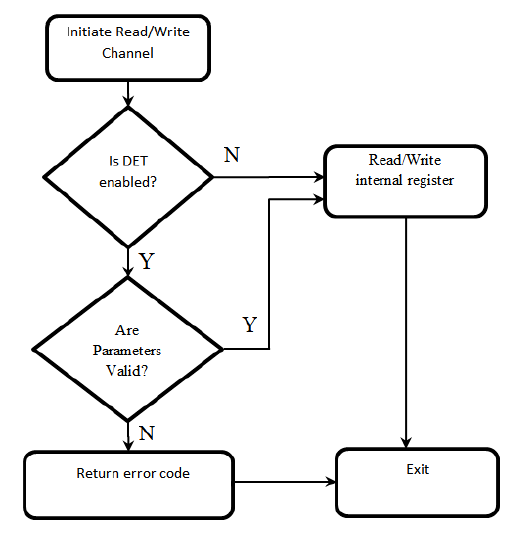 Initiate Read/Write
Channel
Is DET
enabled?
N
Read/Write
internal register
Y
Are
Parameters
Valid?
Y
N
Return error code
Exit